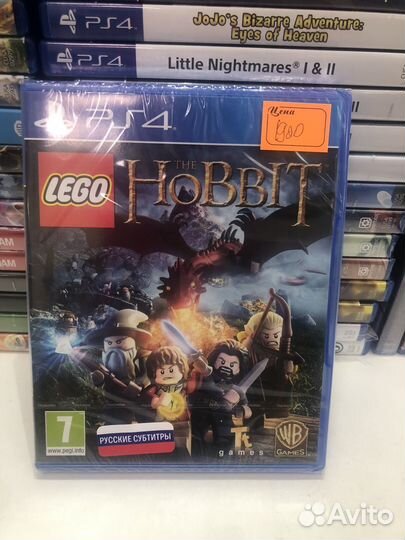 PS4
JoJo's Bizarre Adventure:
Eyes of Heaven
PS4
Little Nightmares® I & II
PS4
Цена
LEGO
THE
HOBBIT
7
www.pegi.info
РУССКИЕ СУБТИТРЫ
Tt
games
WB
GAMES
Avito